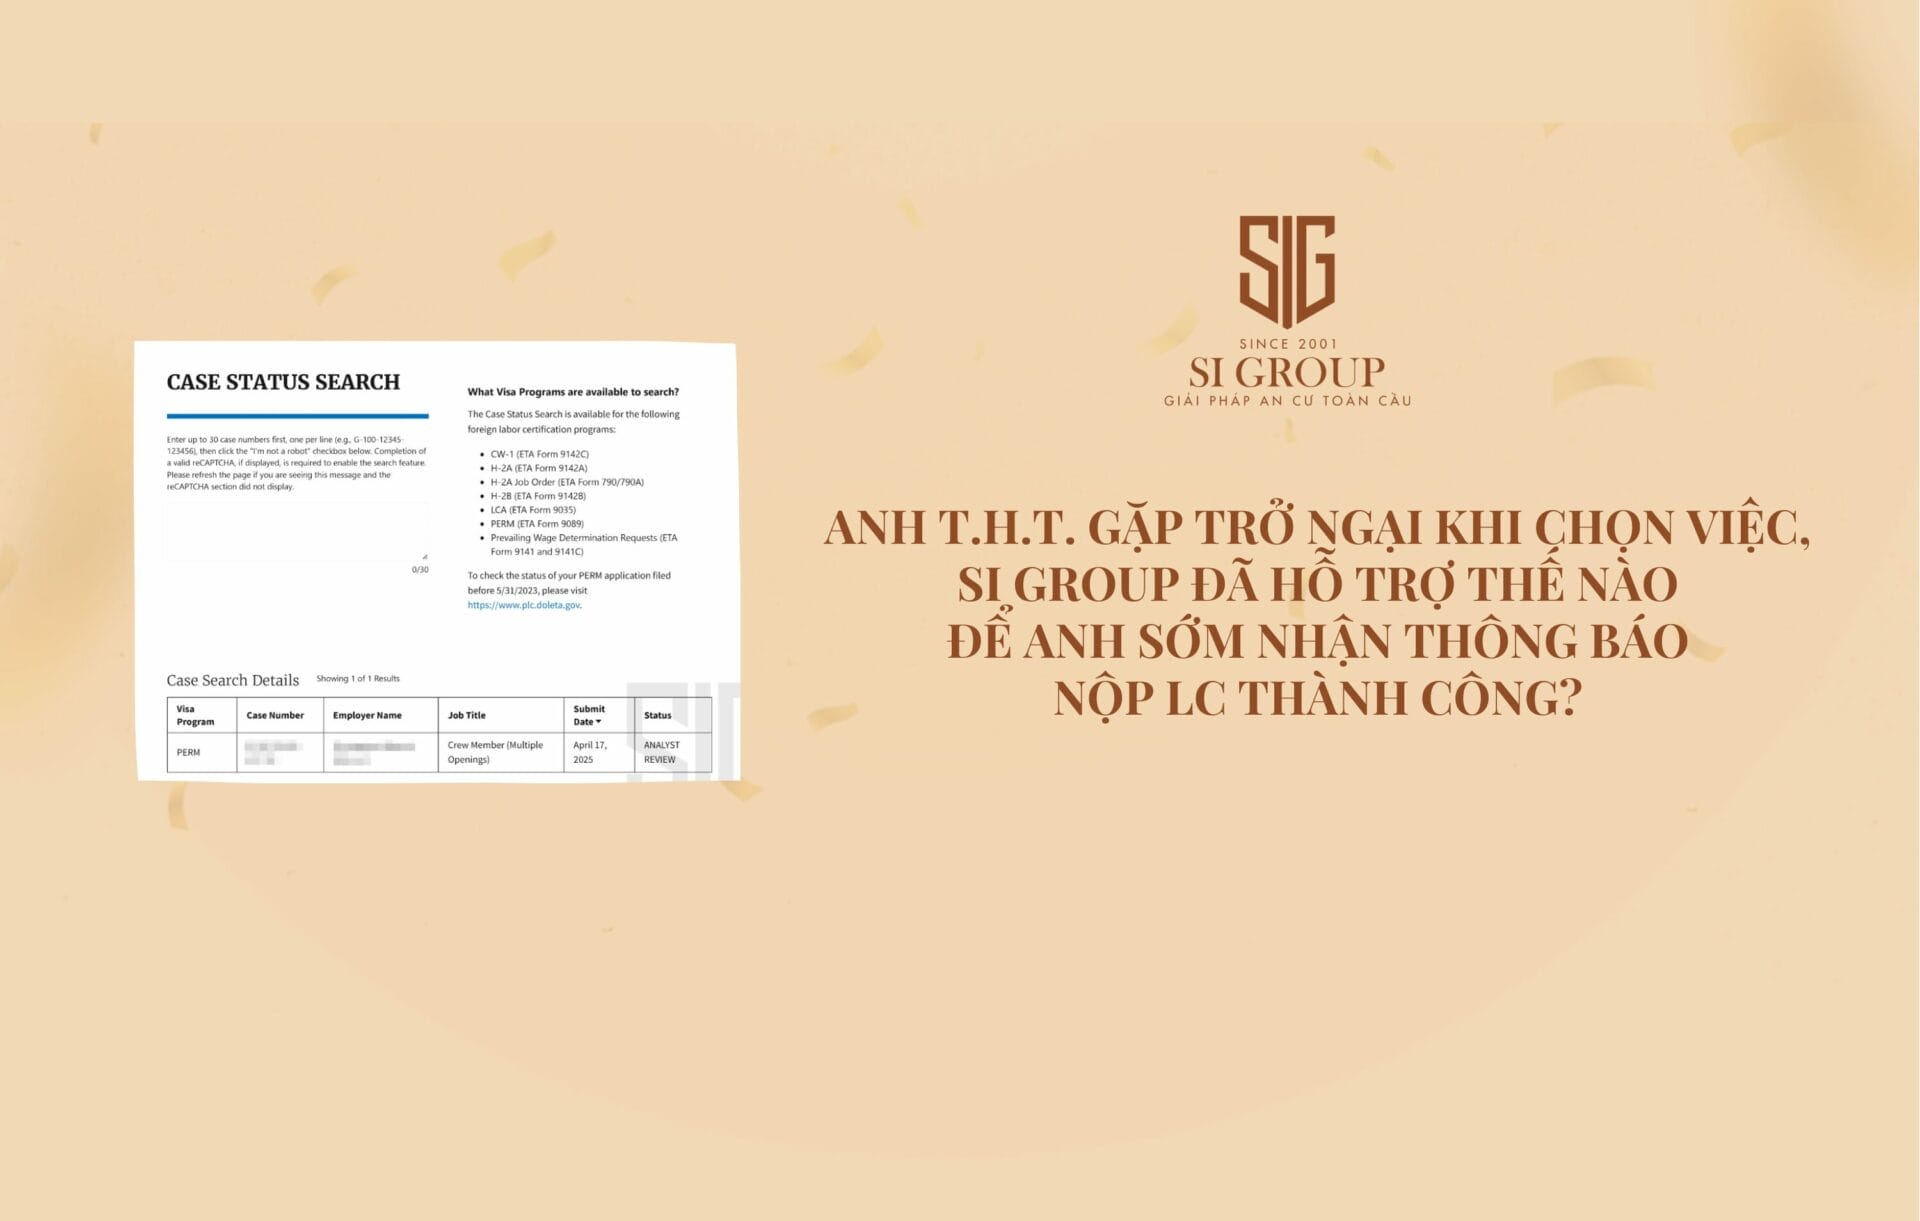 CASE STATUS SEARCH
Enter up to 30 case numbers first, one per line (e.g., G-100-12345-
123456), then click the "I'm not a robot" checkbox below. Completion of
a valid reCAPTCHA, if displayed, is required to enable the search feature.
Please refresh the page if you are seeing this message and the
reCAPTCHA section did not display.
0/30
What Visa Programs are available to search?
The Case Status Search is available for the following
foreign labor certification programs:
• CW-1 (ETA Form 9142C)
• H-2A (ETA Form 9142A)
• H-2A Job Order (ETA Form 790/790A)
• H-2B (ETA Form 9142B)
• LCA (ETA Form 9035)
• PERM (ETA Form 9089)
• Prevailing Wage Determination Requests (ETA
Form 9141 and 9141C)
To check the status of your PERM application filed
before 5/31/2023, please visit
https://www.plc.doleta.gov.
Case Search Details Showing 1 of 1 Results
Visa Program Case Number Employer Name Job Title Submit Date Status
PERM Crew Member (Multiple Openings) April 17, 2025 ANALYST REVIEW
SIG
SINCE 2001
SI GROUP
GIẢI PHÁP AN CƯ TOÀN CẦU
ANH T.H.T. GẶP TRỞ NGẠI KHI CHỌN VIỆC,
SI GROUP ĐÃ HỖ TRỢ THẾ NÀO
ĐỂ ANH SỚM NHẬN THÔNG BÁO
NỘP LC THÀNH CÔNG?